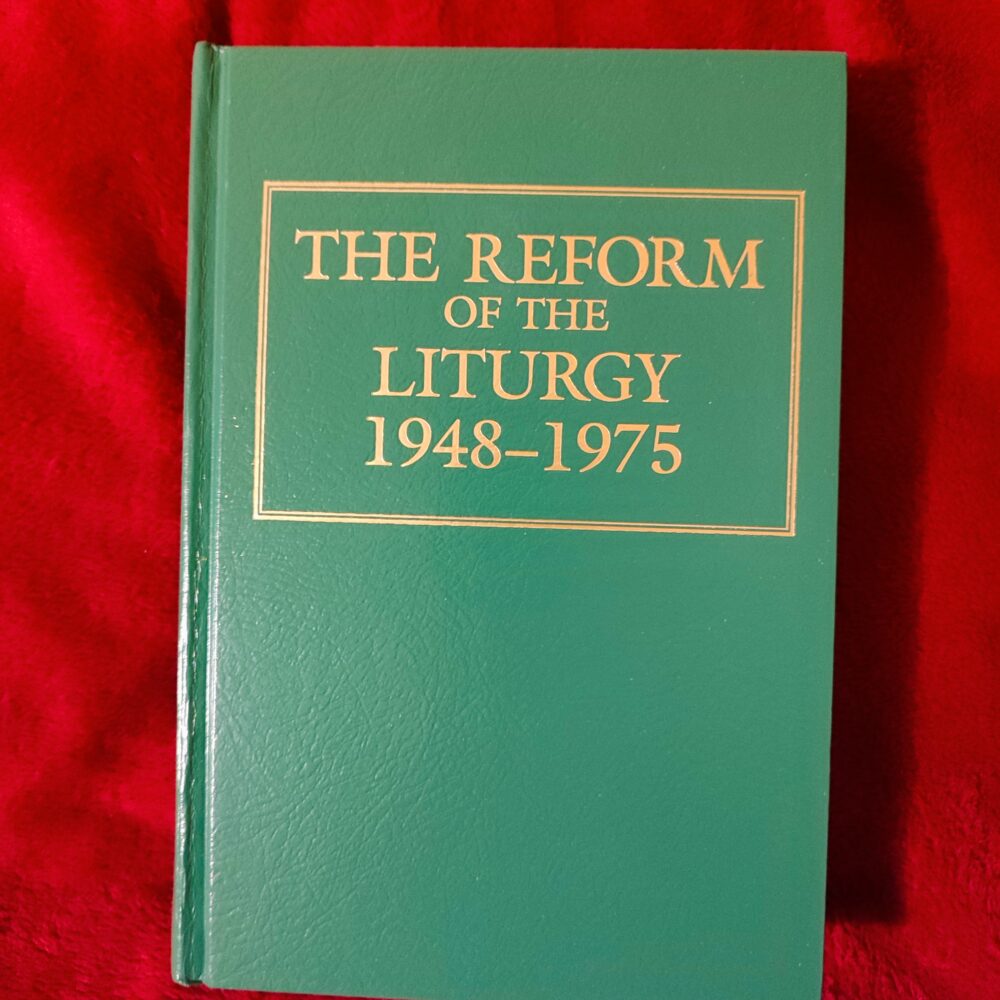 THE REFORM
OF THE
LITURGY
1948–1975